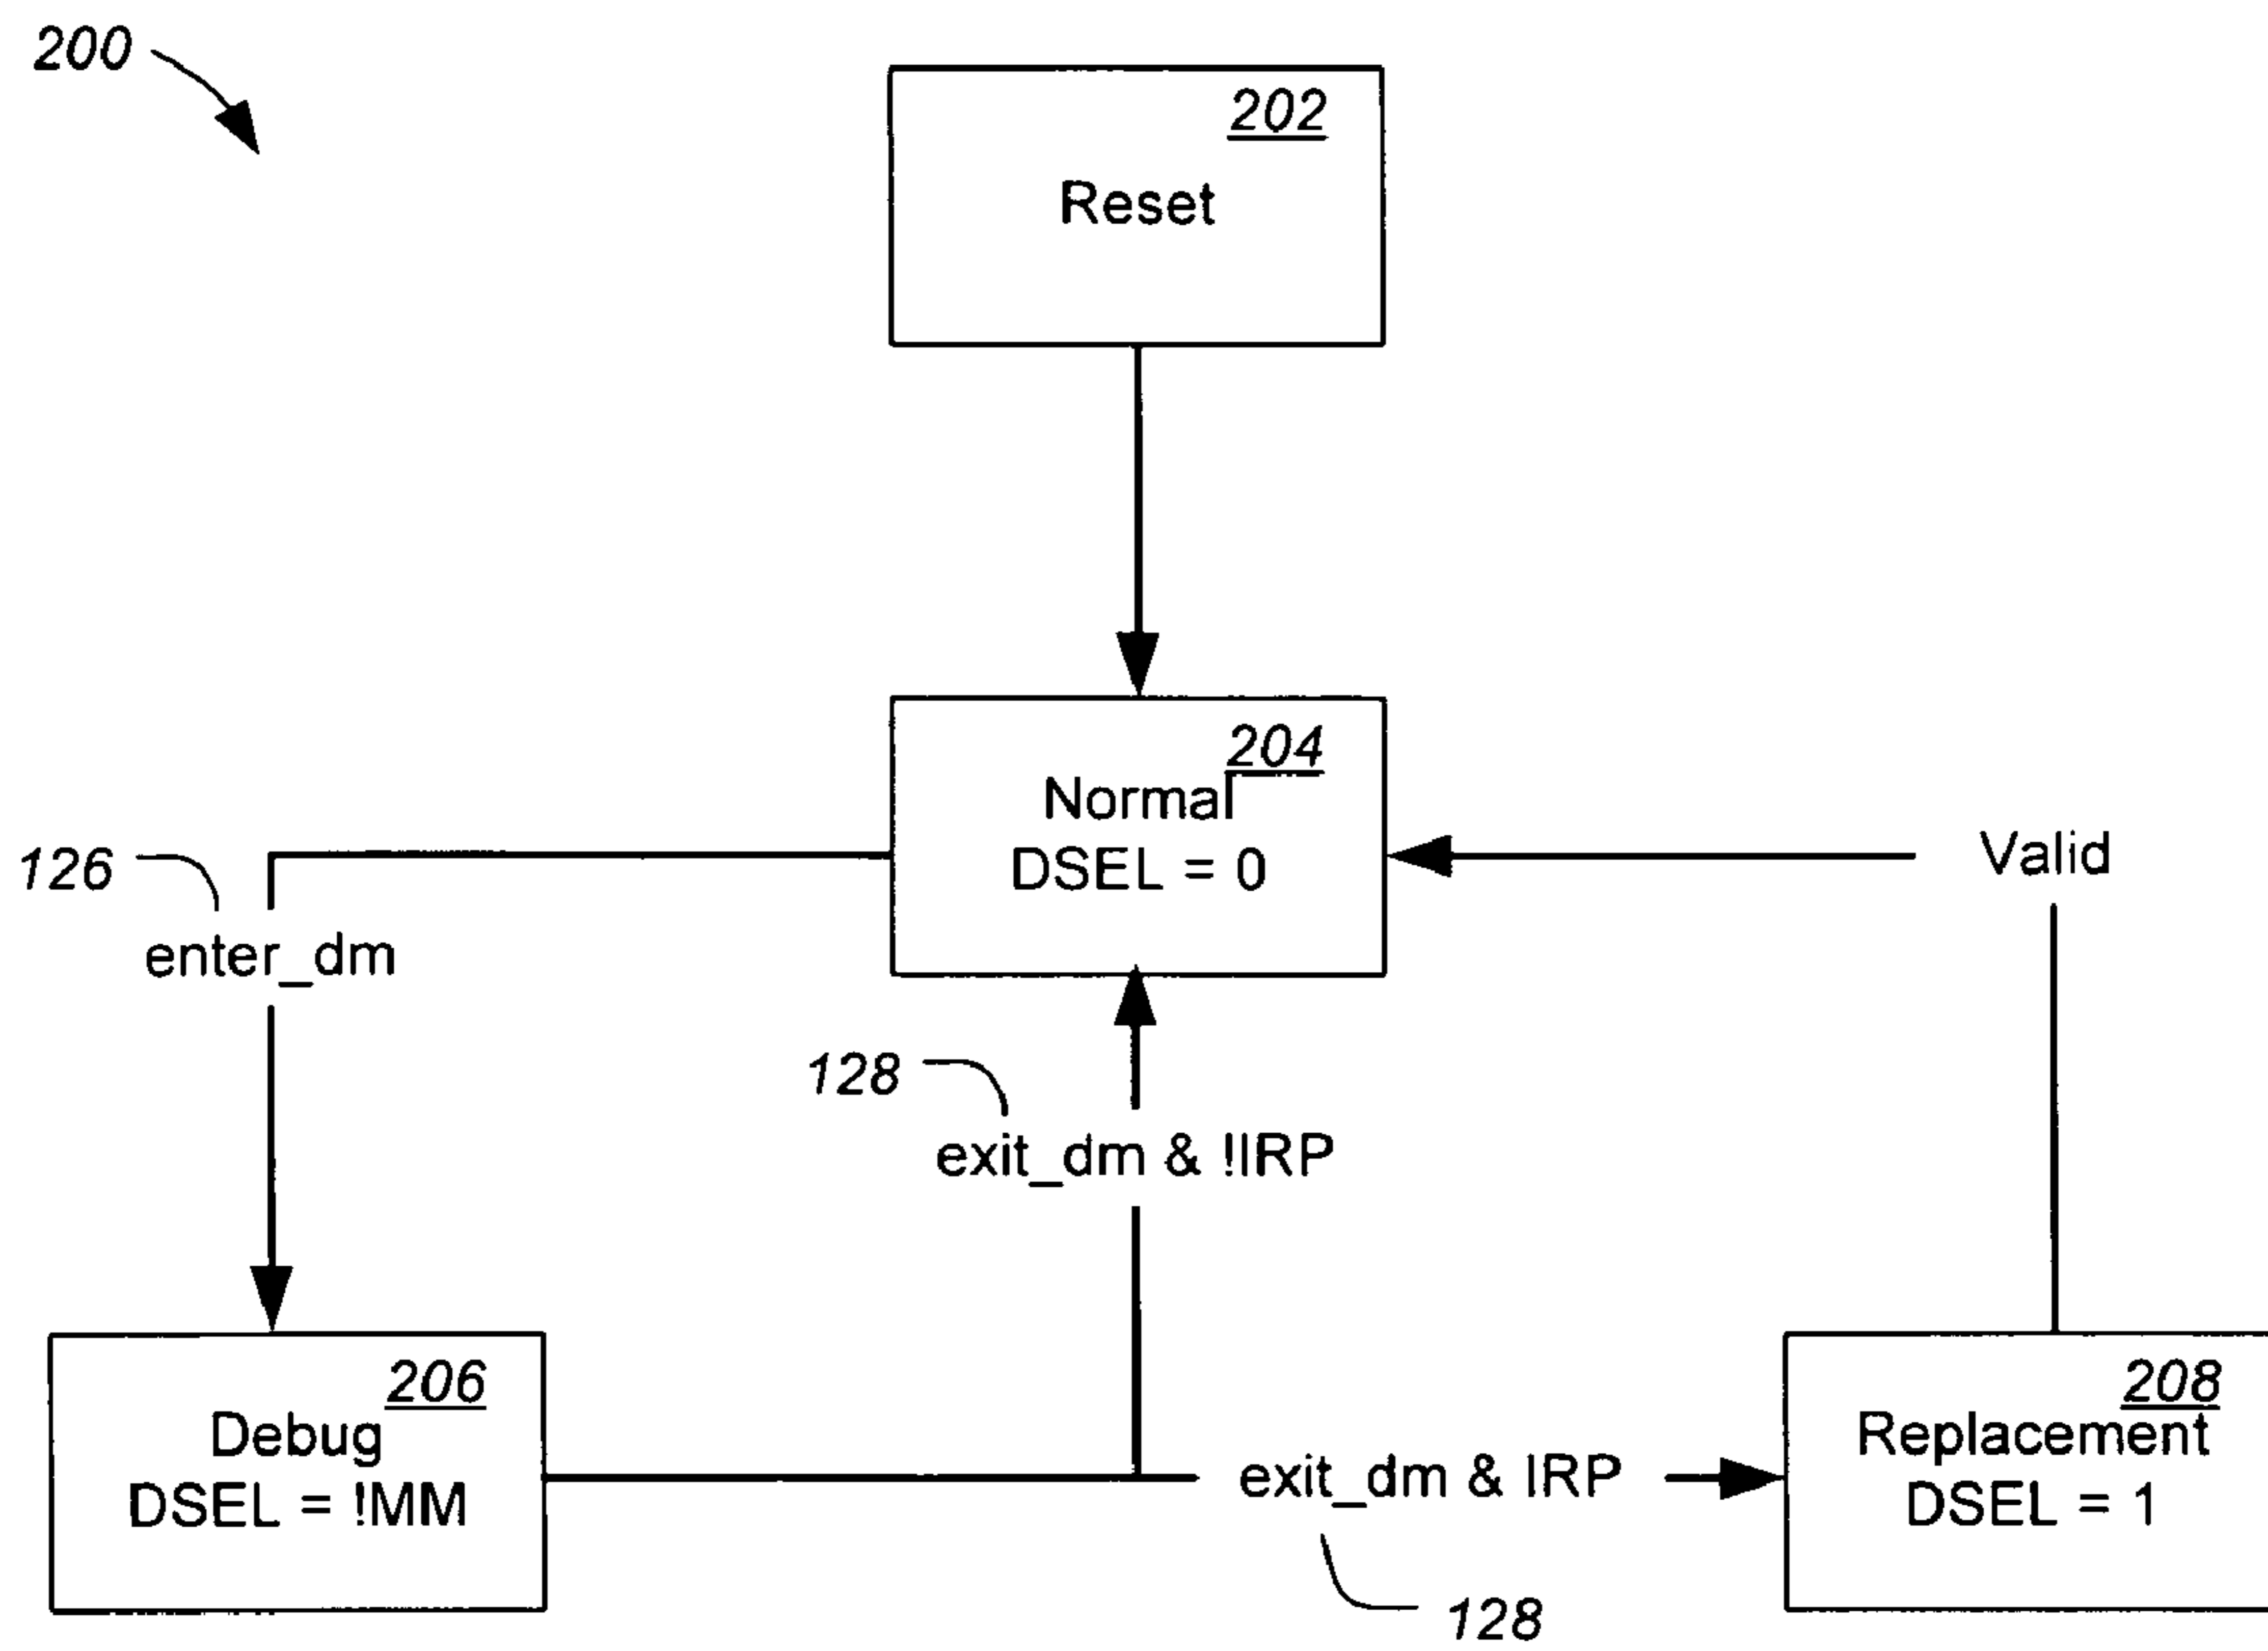 200
202
Reset
204
Normal
DSEL = 0
126
enter_dm
Valid
128
exit_dm & !IRP
206
Debug
DSEL = !MM
exit_dm & IRP
128
208
Replacement
DSEL = 1